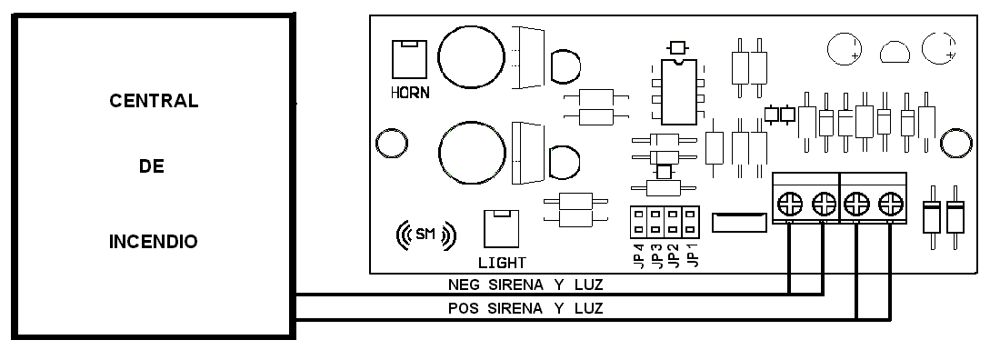 CENTRAL
DE
INCENDIO
HORN
SM
LIGHT
JP4
JP3
JP2
JP1
NEG SIRENA Y LUZ
POS SIRENA Y LUZ